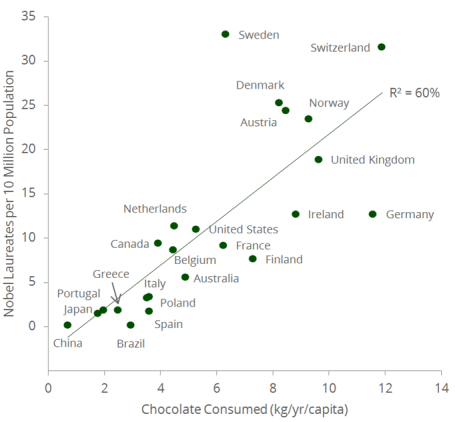 35
30
25
20
15
10
5
0
Nobel Laureates per 10 Million Population
Sweden
Switzerland
Denmark
R² = 60%
Norway
Austria
United Kingdom
Netherlands
Ireland
Germany
United States
Canada
France
Belgium
Finland
Greece
Australia
Italy
Portugal
Poland
Japan
Spain
China
Brazil
0 2 4 6 8 10 12 14
Chocolate Consumed (kg/yr/capita)